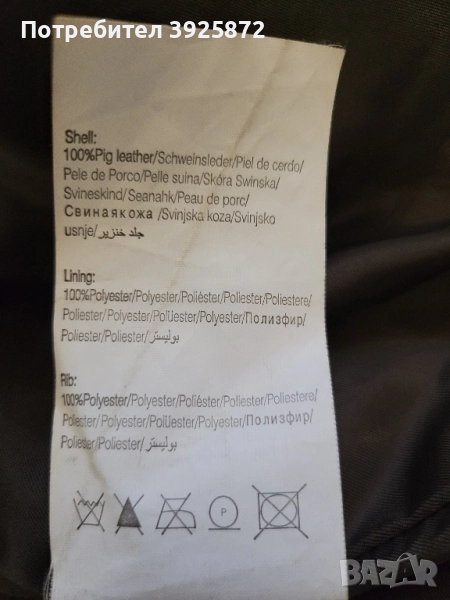 Потребител 3925872
Shell:
100%Pig leather/Schweinsleder/Piel de cerdo/
Pele de Porco/Pelle suina/Skóra Swinska/
Svineskind/Seanahk/Peau de porc/
Свинаякожа /Svinjska koza/Svinjsko
usnje/جلد خنزير
Lining:
100%Polyester/Polyester/Poliéster/Poliester/Poliestere/
Poliester/Polyester/PolÜester/Polyester/Полизфир/
Poliester/Poliester/بوليستر
Rib:
100%Polyester/Polyester/Poliéster/Poliester/Poliestere/
Poliester/Polyester/PolÜester/Polyester/Полизфир/
Poliester/Poliester/بوليستر
P
BAZAR